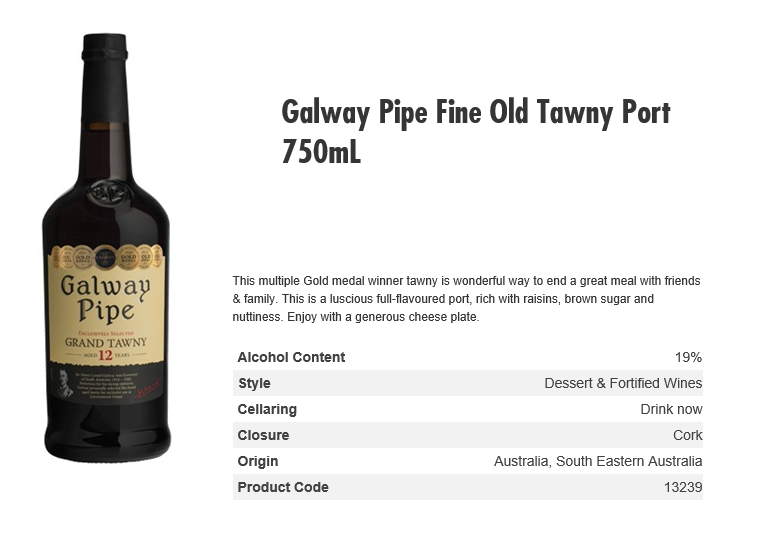 Galway Pipe Fine Old Tawny Port
750mL
This multiple Gold medal winner tawny is wonderful way to end a great meal with friends
& family. This is a luscious full-flavoured port, rich with raisins, brown sugar and
nuttiness. Enjoy with a generous cheese plate.
Alcohol Content 19%
Style Dessert & Fortified Wines
Cellaring Drink now
Closure Cork
Origin Australia, South Eastern Australia
Product Code 13239
Galway
Pipe
EXCLUSIVELY SELECTED
GRAND TAWNY
AGED 12 YEARS